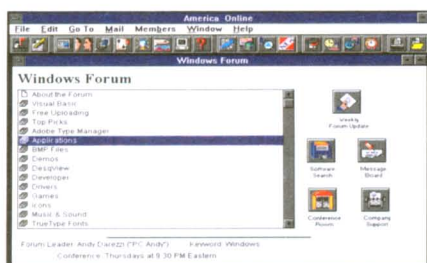 America Online
File Edit Go To Mail Members Window Help
Windows Forum
Windows Forum
About the Forum
Visual Basic
Free Uploading
Top Picks
Adobe Type Manager
Applications
BMP Files
Demos
DesqView
Developer
Drivers
Games
Icons
Music & Sound
TrueType Fonts
Weekly
Forum Update
Software
Search
Message
Board
Conference
Rooms
Company
Support
Forum Leader: Andy ("PC Andy") Keyword: Windows
Conference: Thursdays at 9:30 PM Eastern